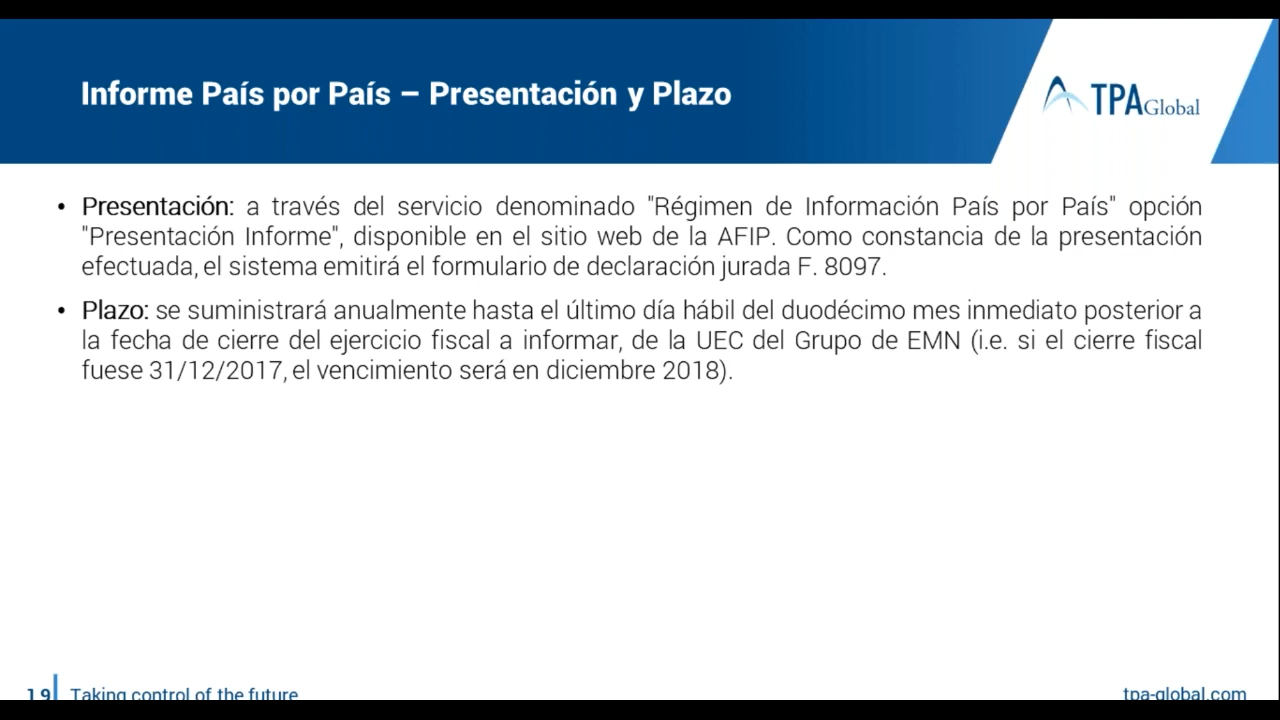 Informe País por País – Presentación y Plazo
TPA Global
• Presentación: a través del servicio denominado "Régimen de Información País por País" opción
"Presentación Informe", disponible en el sitio web de la AFIP. Como constancia de la presentación
efectuada, el sistema emitirá el formulario de declaración jurada F. 8097.
• Plazo: se suministrará anualmente hasta el último día hábil del duodécimo mes inmediato posterior a
la fecha de cierre del ejercicio fiscal a informar, de la UEC del Grupo de EMN (i.e. si el cierre fiscal
fuese 31/12/2017, el vencimiento será en diciembre 2018).
19 Taking control of the future
tpa-global.com